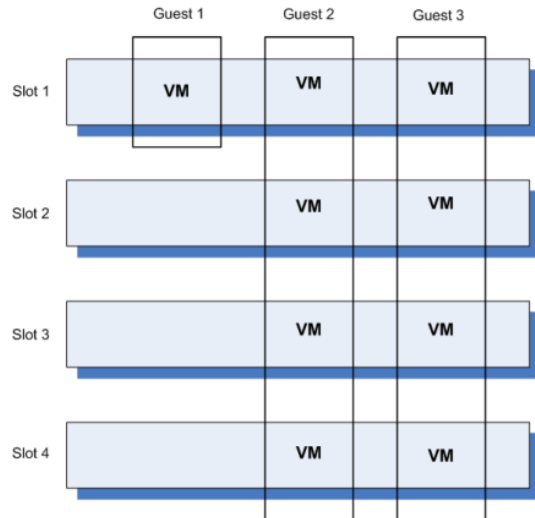 Guest 1 Guest 2 Guest 3
Slot 1 VM VM VM
Slot 2 VM VM
Slot 3 VM VM
Slot 4 VM VM